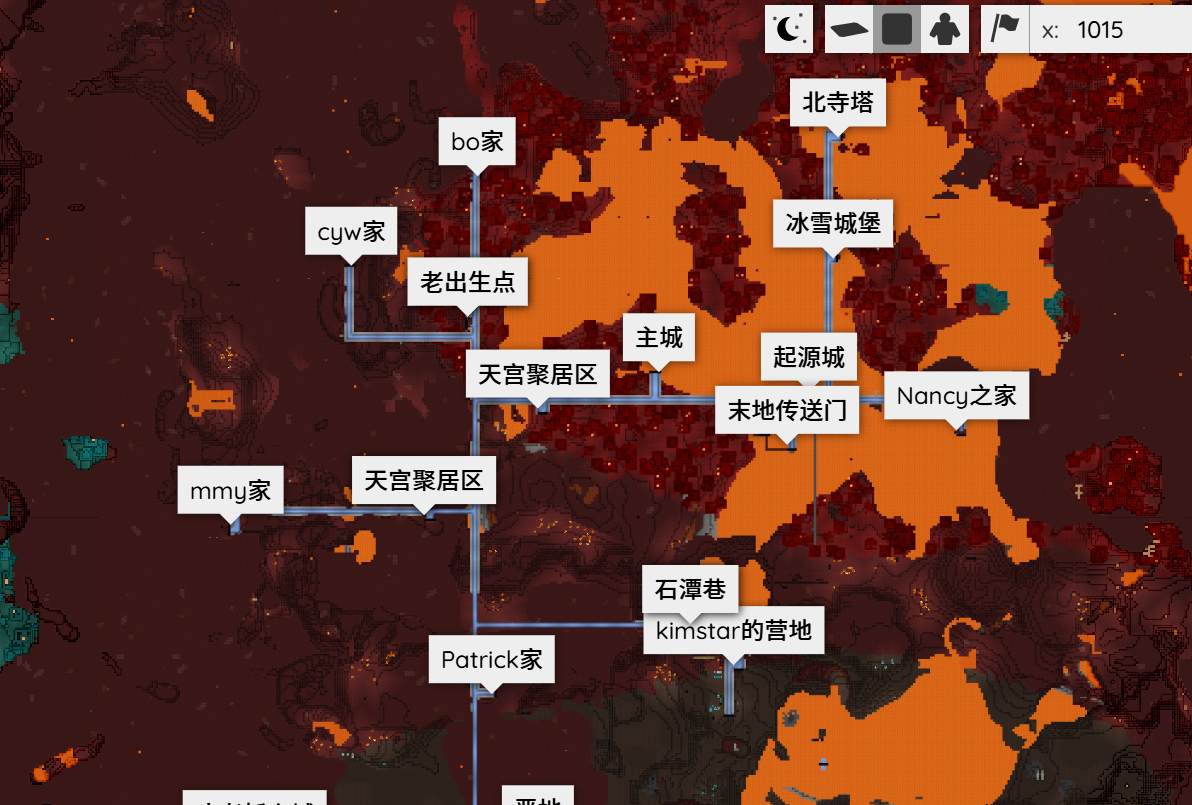 x: 1015
北寺塔
bo家
cyw家
冰雪城堡
老出生点
主城
起源城
天宫聚居区
Nancy之家
末地传送门
天宫聚居区
mmy家
石潭巷
kimstar的营地
Patrick家